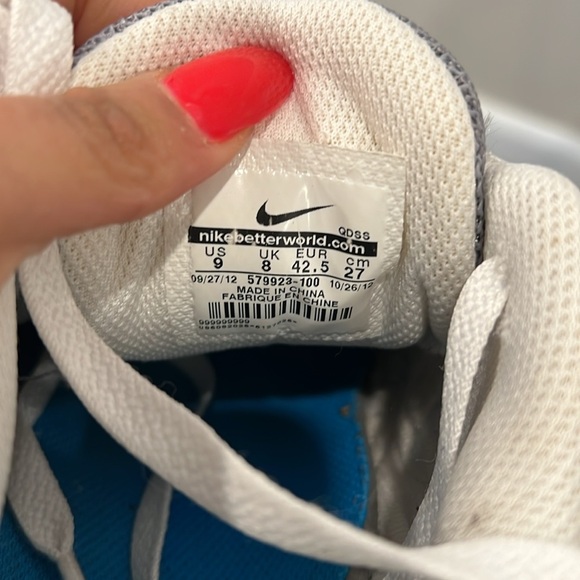 QDSS
nikebetterworld.com
US UK EUR cm
9 8 42.5 27
09/27/12 579923-100 10/26/12
MADE IN CHINA
FABRIQUE EN CHINE
999999999